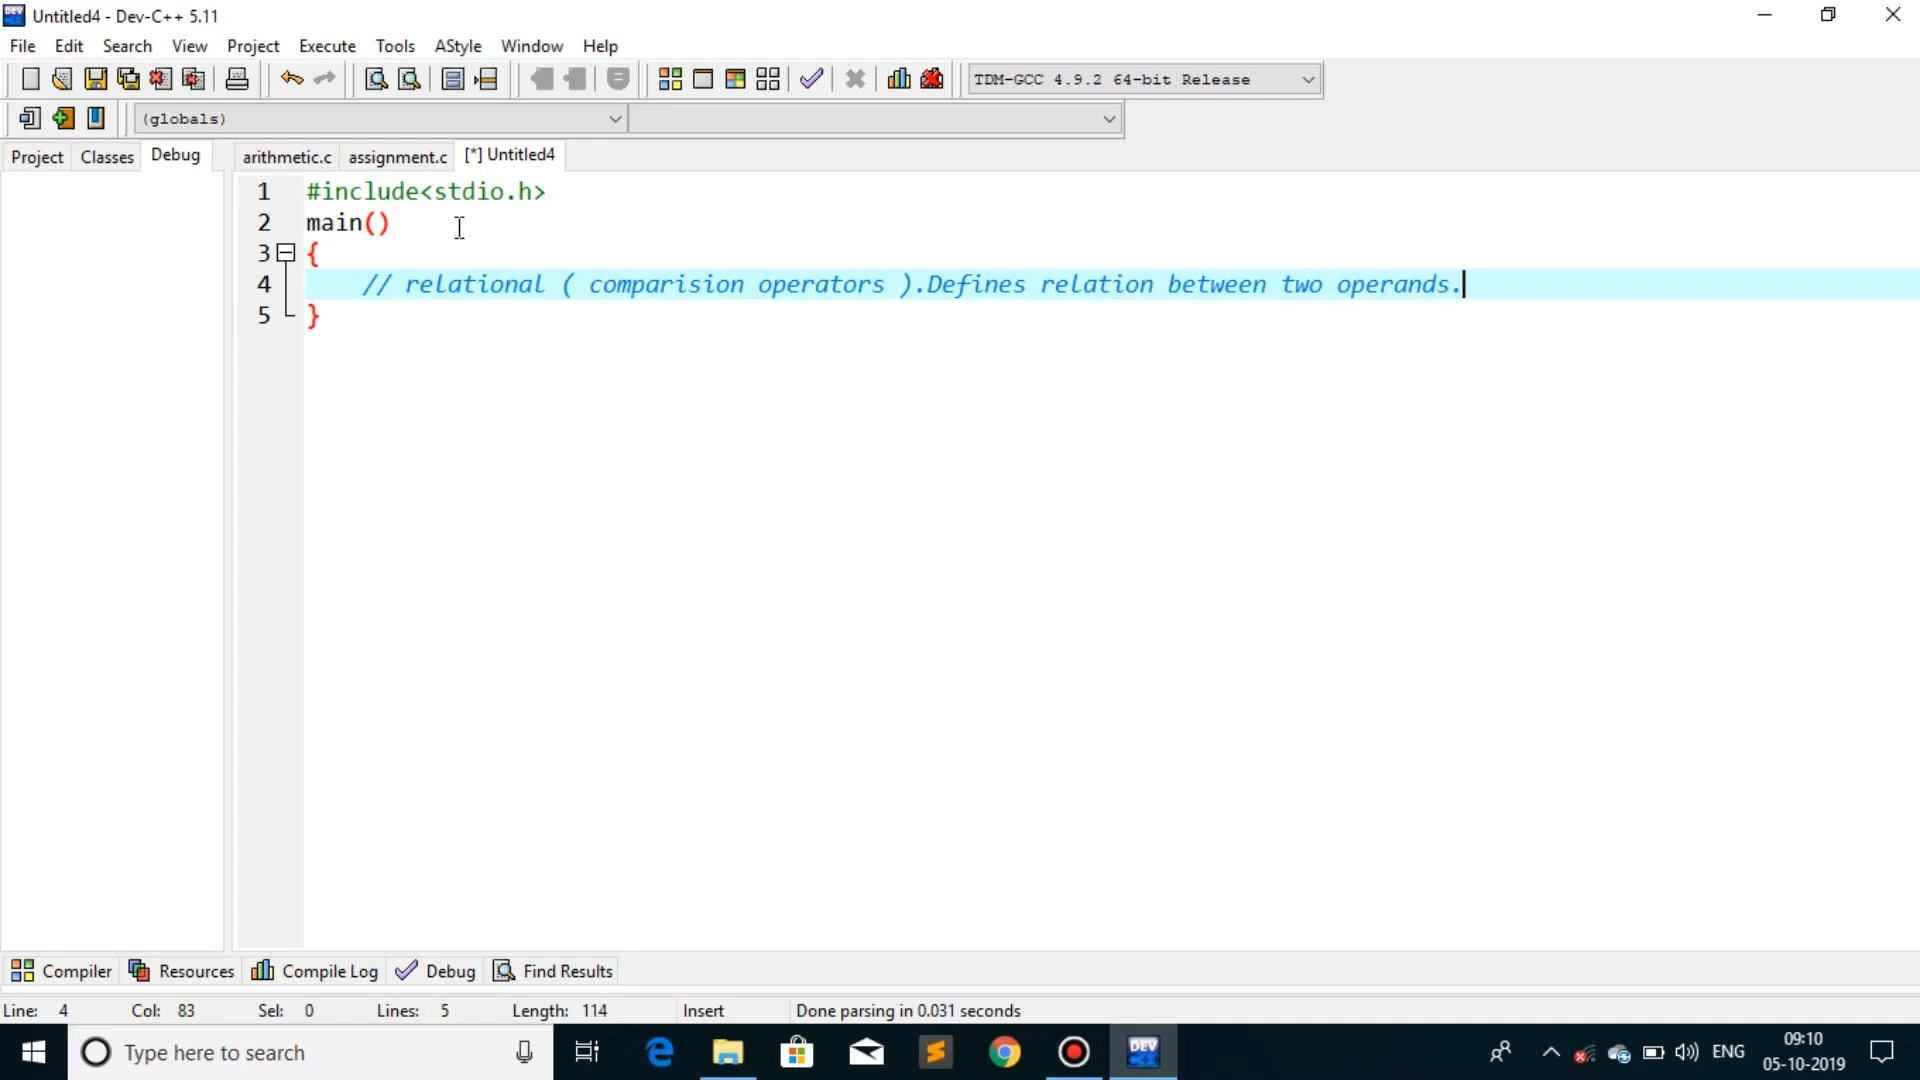 Untitled4 - Dev-C++ 5.11
File Edit Search View Project Execute Tools AStyle Window Help
TDM-GCC 4.9.2 64-bit Release
(globals)
Project Classes Debug arithmetic.c assignment.c [*] Untitled4
1 #include<stdio.h>
2 main()
3 {
4 // relational ( comparision operators ).Defines relation between two operands.
5 }
Compiler Resources Compile Log Debug Find Results
Line: 4 Col: 83 Sel: 0 Lines: 5 Length: 114 Insert Done parsing in 0.031 seconds
Type here to search DEV ENG 09:10
05-10-2019